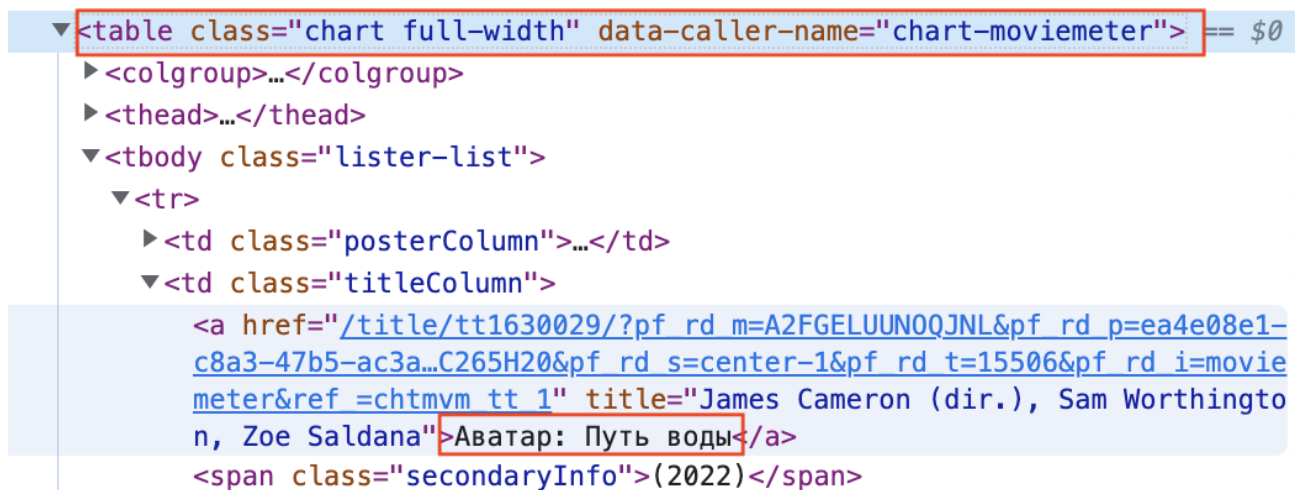 ▼<table class="chart full-width" data-caller-name="chart-moviemeter"> == $0
▶<colgroup>…</colgroup>
▶<thead>…</thead>
▼<tbody class="lister-list">
▼<tr>
▶<td class="posterColumn">…</td>
▼<td class="titleColumn">
<a href="/title/tt1630029/?pf_rd_m=A2FGELUUNOQJNL&pf_rd_p=ea4e08e1-
c8a3-47b5-ac3a…C265H20&pf_rd_s=center-1&pf_rd_t=15506&pf_rd_i=movie
meter&ref_=chtmvm_tt_1" title="James Cameron (dir.), Sam Worthingto
n, Zoe Saldana">Аватар: Путь воды</a>
<span class="secondaryInfo">(2022)</span>